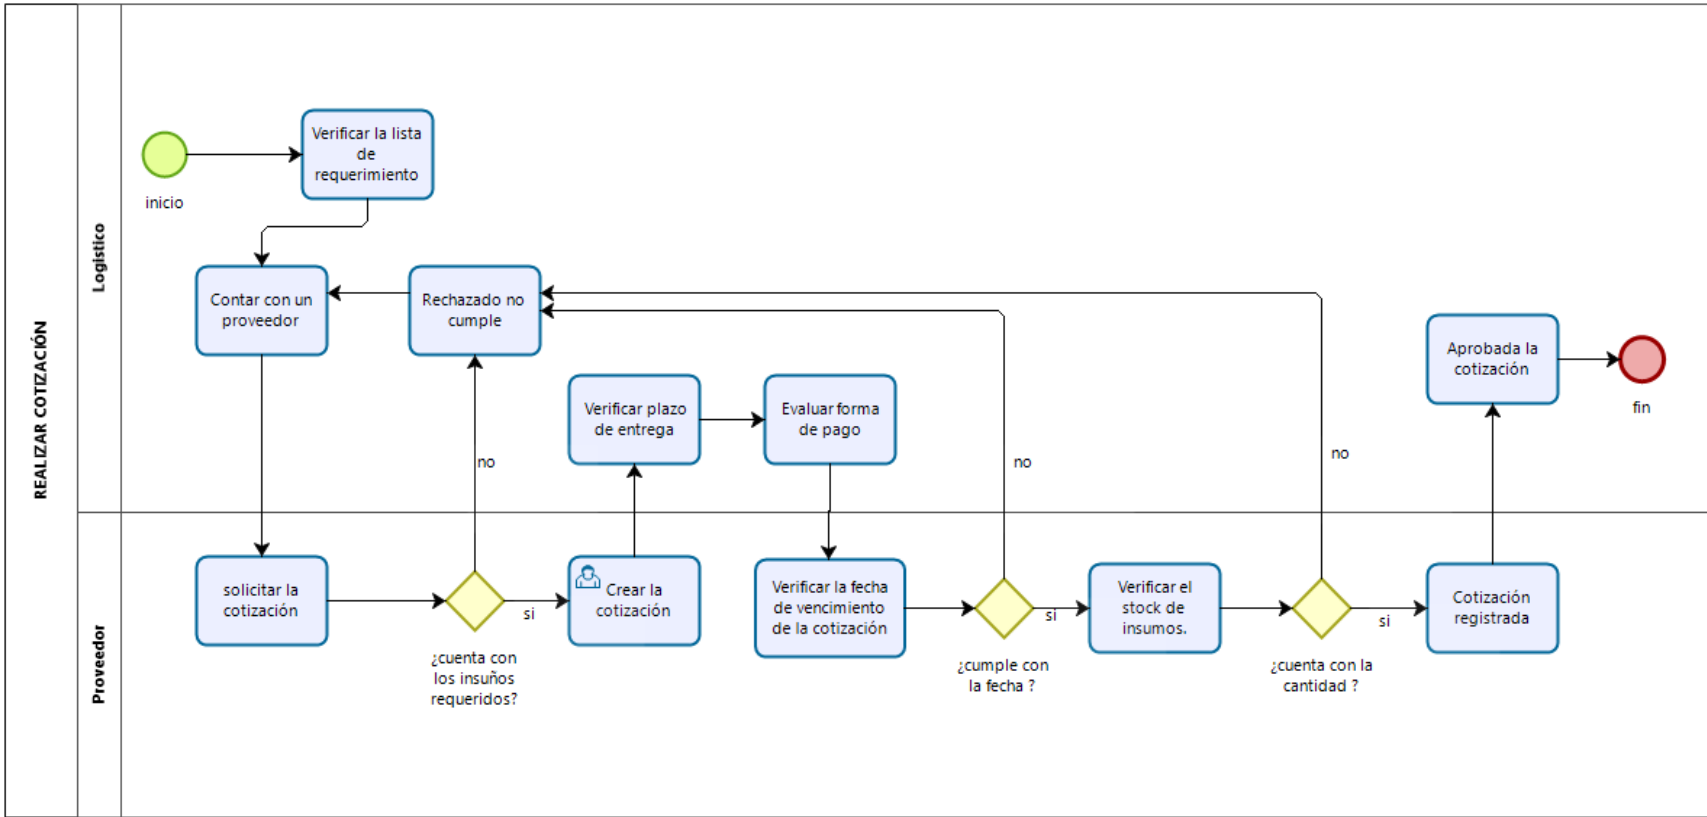 REALIZAR COTIZACIÓN
Logistico
inicio
Verificar la lista
de
requerimiento
Contar con un
proveedor
Rechazado no
cumple
Verificar plazo
de entrega
Evaluar forma
de pago
no
no
no
Aprobada la
cotización
fin
Proveedor
solicitar la
cotización
¿cuenta con
los insuños
requeridos?
si
Crear la
cotización
Verificar la fecha
de vencimiento
de la cotización
¿cumple con
la fecha ?
si
Verificar el
stock de
insumos.
¿cuenta con la
cantidad ?
si
Cotización
registrada